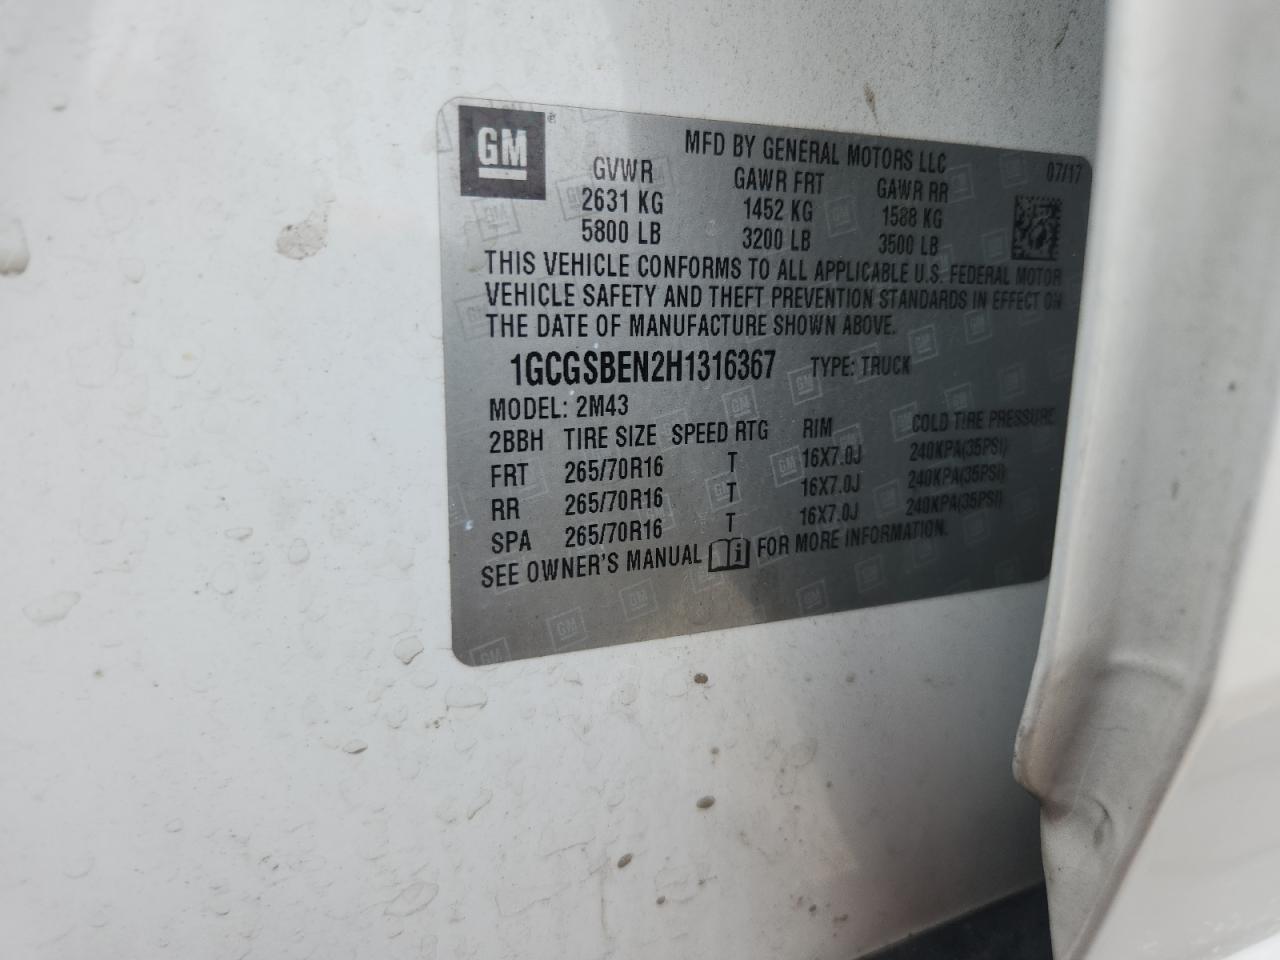 GM
MFD BY GENERAL MOTORS LLC 07/17
GVWR GAWR FRT GAWR RR
2631 KG 1452 KG 1588 KG
5800 LB 3200 LB 3500 LB
THIS VEHICLE CONFORMS TO ALL APPLICABLE U.S. FEDERAL MOTOR
VEHICLE SAFETY AND THEFT PREVENTION STANDARDS IN EFFECT ON
THE DATE OF MANUFACTURE SHOWN ABOVE.
1GCGSBEN2H1316367 TYPE: TRUCK
MODEL: 2M43
2BBH TIRE SIZE SPEED RTG RIM COLD TIRE PRESSURE
FRT 265/70R16 T 16X7.0J 240KPA(35PSI)
RR 265/70R16 T 16X7.0J 240KPA(35PSI)
SPA 265/70R16 T 16X7.0J 240KPA(35PSI)
SEE OWNER'S MANUAL FOR MORE INFORMATION.